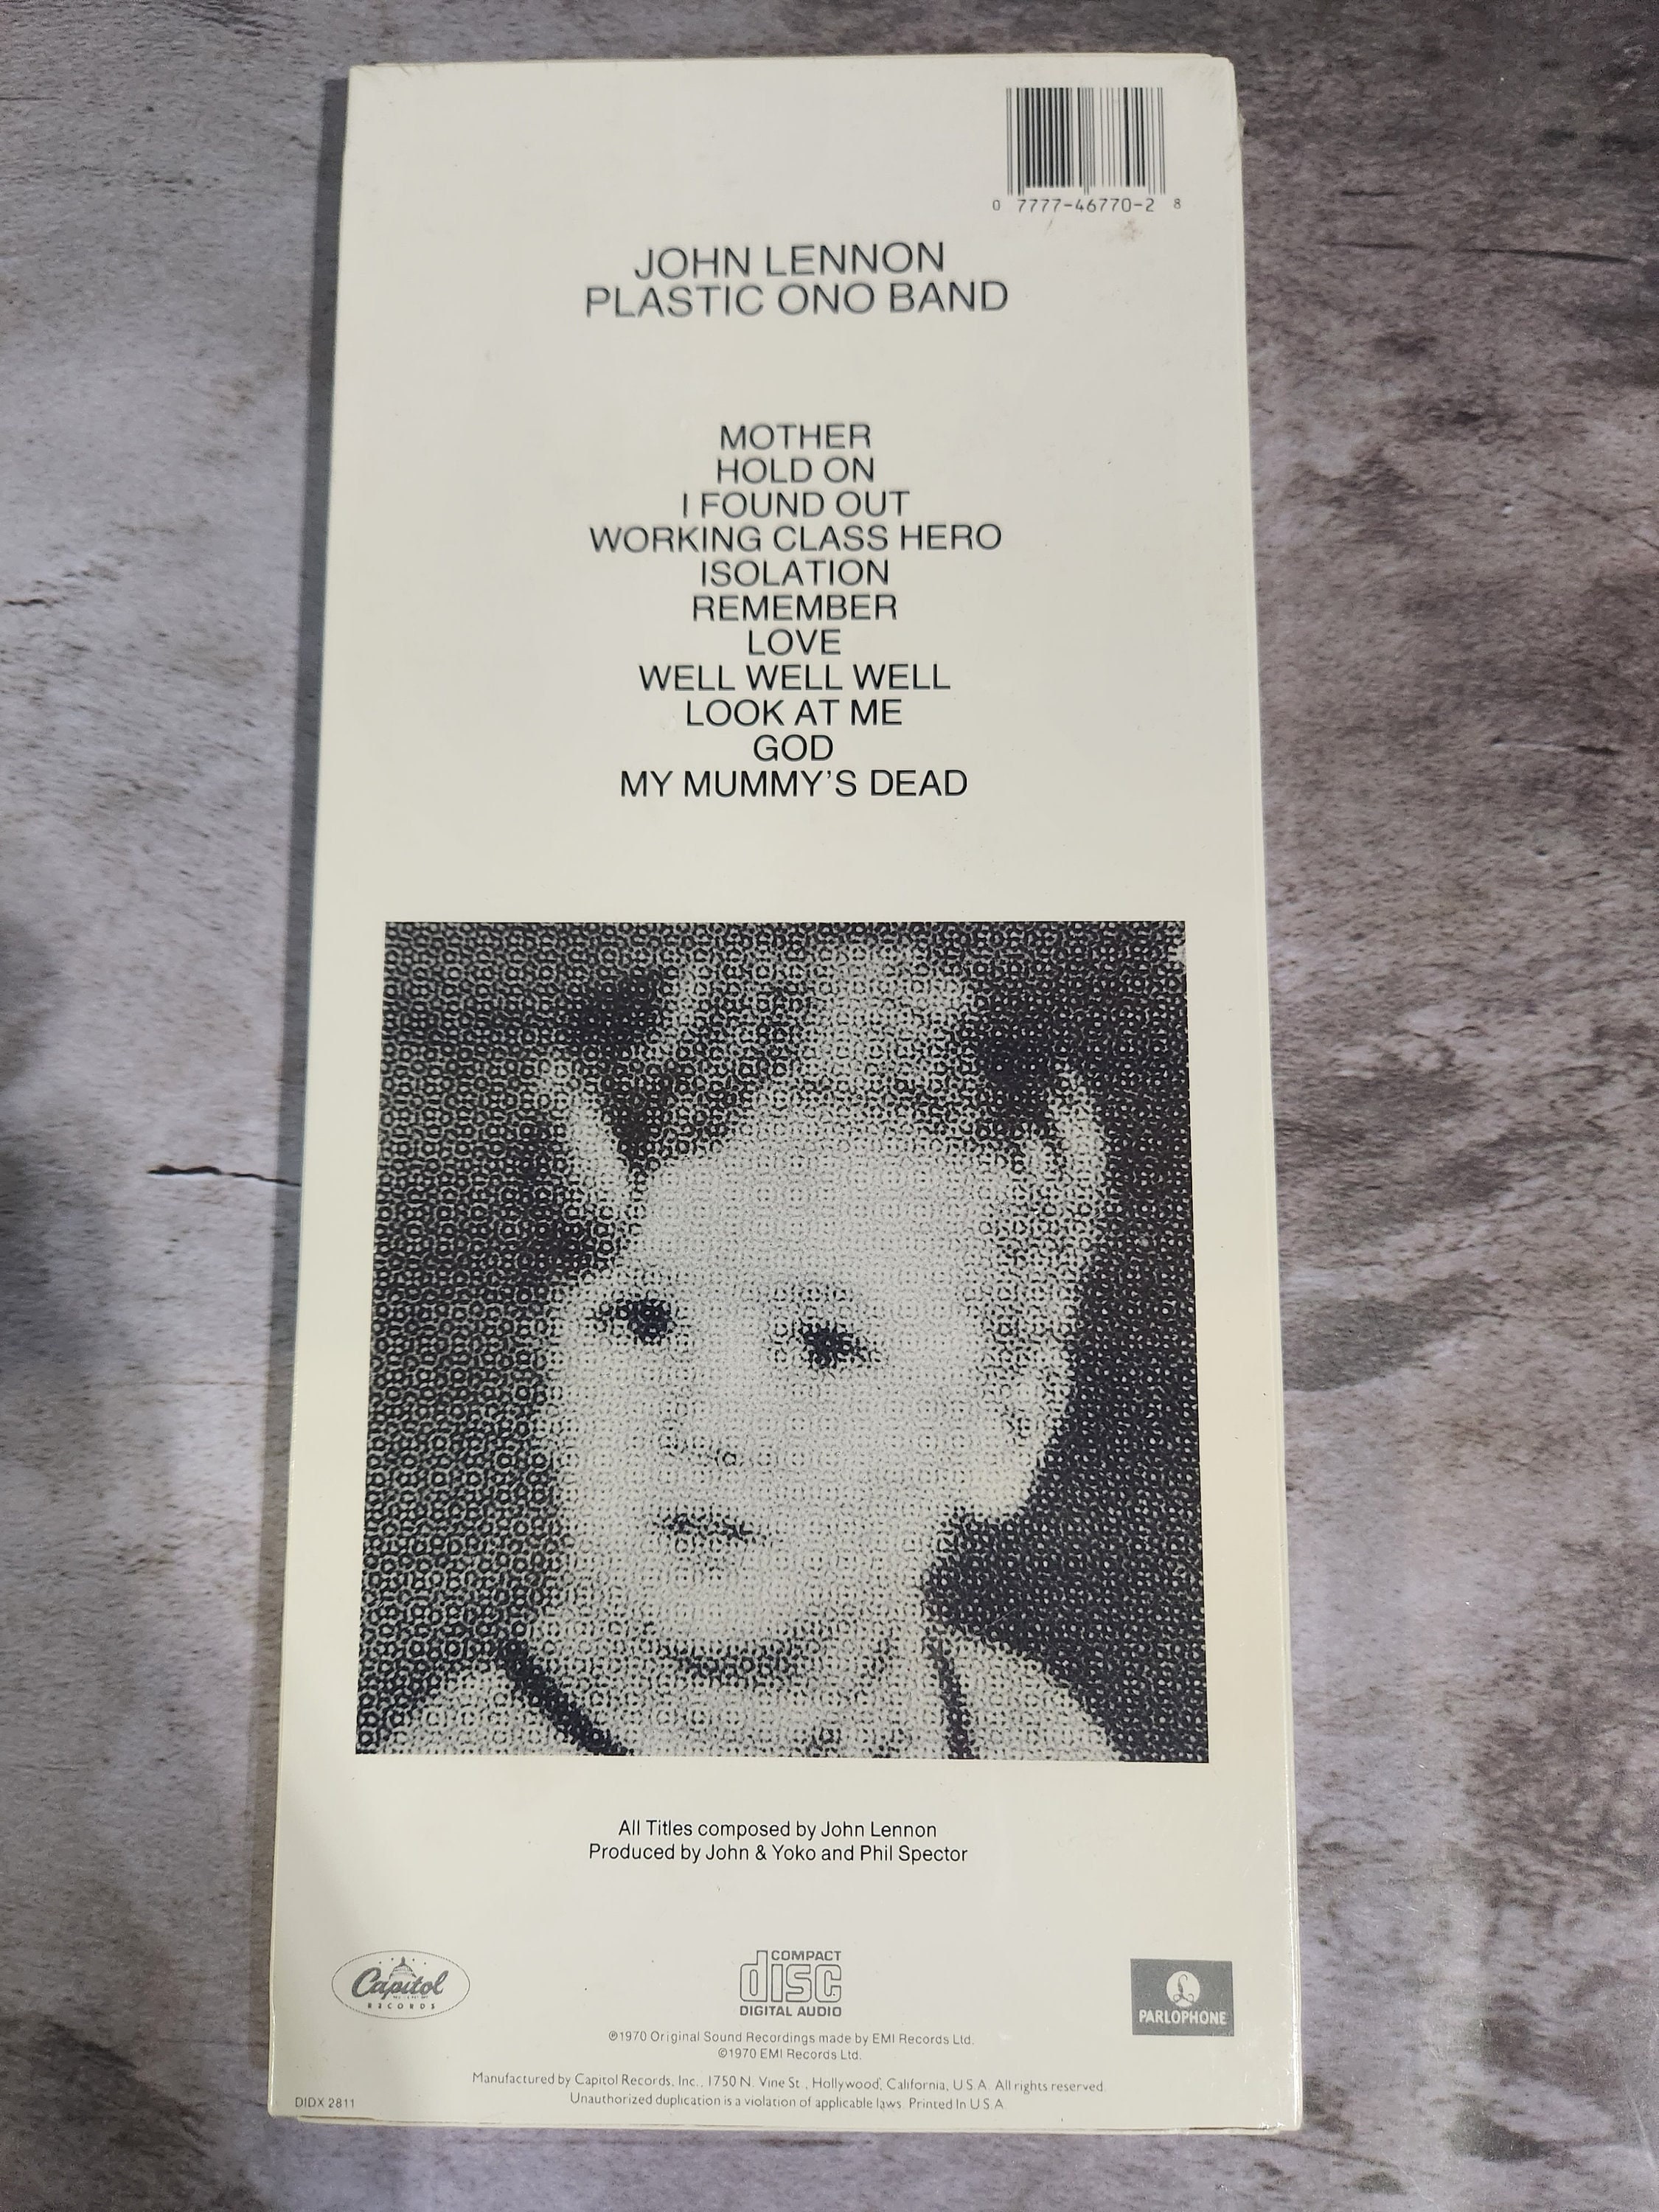 0 7777-46770-2 8
JOHN LENNON
PLASTIC ONO BAND
MOTHER
HOLD ON
I FOUND OUT
WORKING CLASS HERO
ISOLATION
REMEMBER
LOVE
WELL WELL WELL
LOOK AT ME
GOD
MY MUMMY'S DEAD
All Titles composed by John Lennon
Produced by John & Yoko and Phil Spector
Capitol
RECORDS
COMPACT
disc
DIGITAL AUDIO
£
PARLOPHONE
℗1970 Original Sound Recordings made by EMI Records Ltd.
©1970 EMI Records Ltd.
Manufactured by Capitol Records, Inc., 1750 N. Vine St., Hollywood, California, U.S.A. All rights reserved.
Unauthorized duplication is a violation of applicable laws. Printed In U.S.A.
DIDX 2811